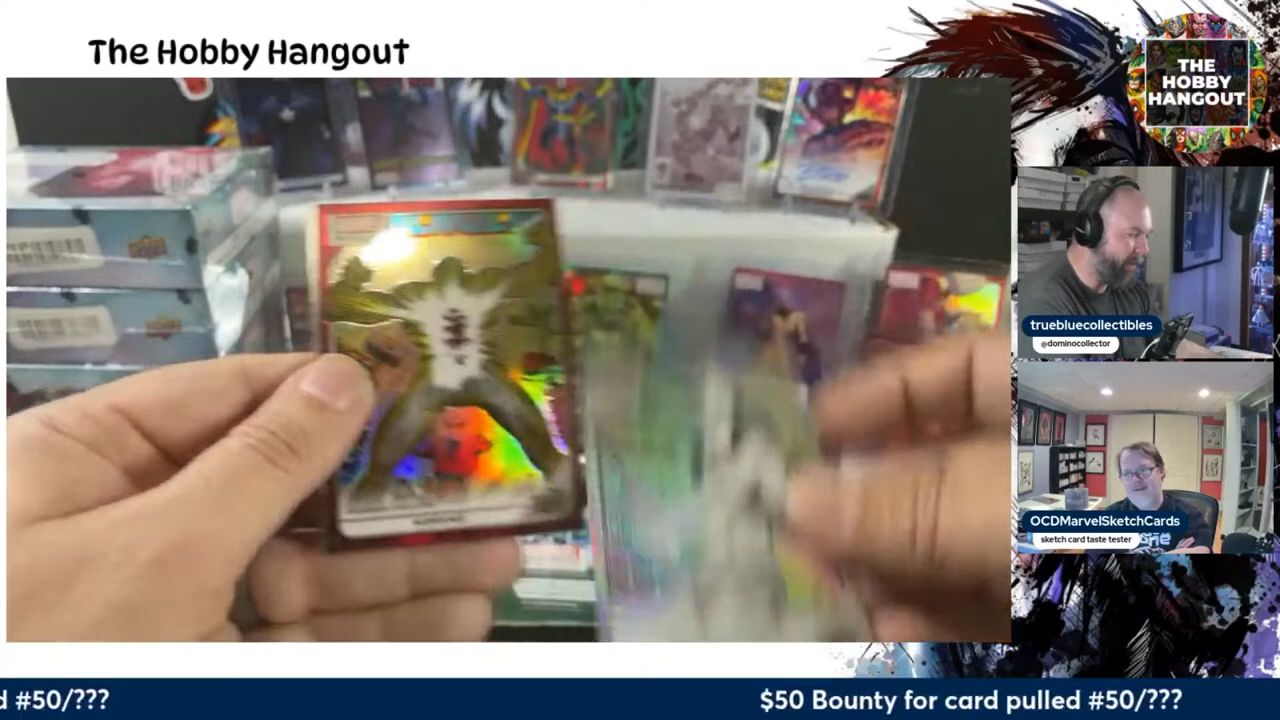 The Hobby Hangout
THE
HOBBY
HANGOUT
truebluecollectibles
@dominocollector
OCDMarvelSketchCards
sketch card taste tester
d #50/???
$50 Bounty for card pulled #50/???